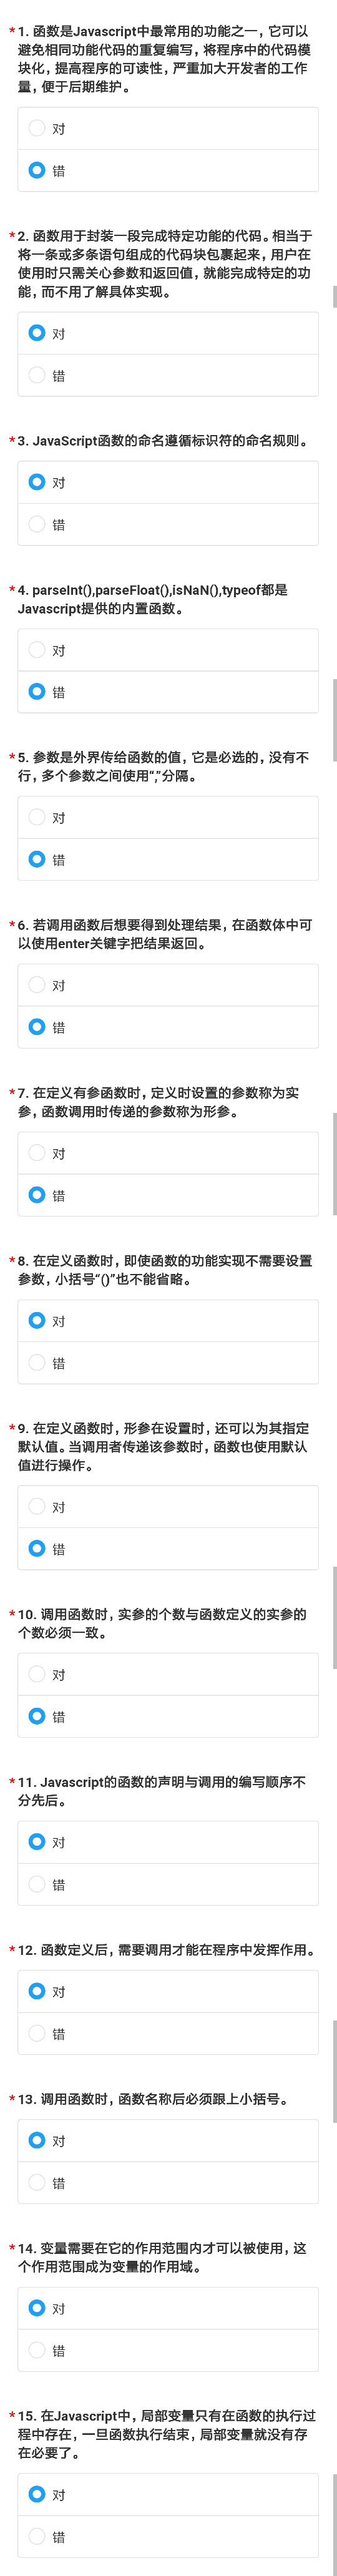 *1. 函数是Javascript中最常用的功能之一，它可以
避免相同功能代码的重复编写，将程序中的代码模
块化，提高程序的可读性，严重加大开发者的工作
量，便于后期维护。
对
错
*2. 函数用于封装一段完成特定功能的代码。相当于
将一条或多条语句组成的代码块包裹起来，用户在
使用时只需关心参数和返回值，就能完成特定的功
能，而不用了解具体实现。
对
错
*3. JavaScript函数的命名遵循标识符的命名规则。
对
错
*4. parseInt(),parseFloat(),isNaN(),typeof都是
Javascript提供的内置函数。
对
错
*5. 参数是外界传给函数的值，它是必选的，没有不
行，多个参数之间使用“,”分隔。
对
错
*6. 若调用函数后想要得到处理结果，在函数体中可
以使用enter关键字把结果返回。
对
错
*7. 在定义有参函数时，定义时设置的参数称为实
参，函数调用时传递的参数称为形参。
对
错
*8. 在定义函数时，即使函数的功能实现不需要设置
参数，小括号"()"也不能省略。
对
错
*9. 在定义函数时，形参在设置时，还可以为其指定
默认值。当调用者传递该参数时，函数也使用默认
值进行操作。
对
错
*10. 调用函数时，实参的个数与函数定义的实参的
个数必须一致。
对
错
*11. Javascript的函数的声明与调用的编写顺序不
分先后。
对
错
*12. 函数定义后，需要调用才能在程序中发挥作用。
对
错
*13. 调用函数时，函数名称后必须跟上小括号。
对
错
*14. 变量需要在它的作用范围内才可以被使用，这
个作用范围成为变量的作用域。
对
错
*15. 在Javascript中，局部变量只有在函数的执行过
程中存在，一旦函数执行结束，局部变量就没有存
在必要了。
对
错